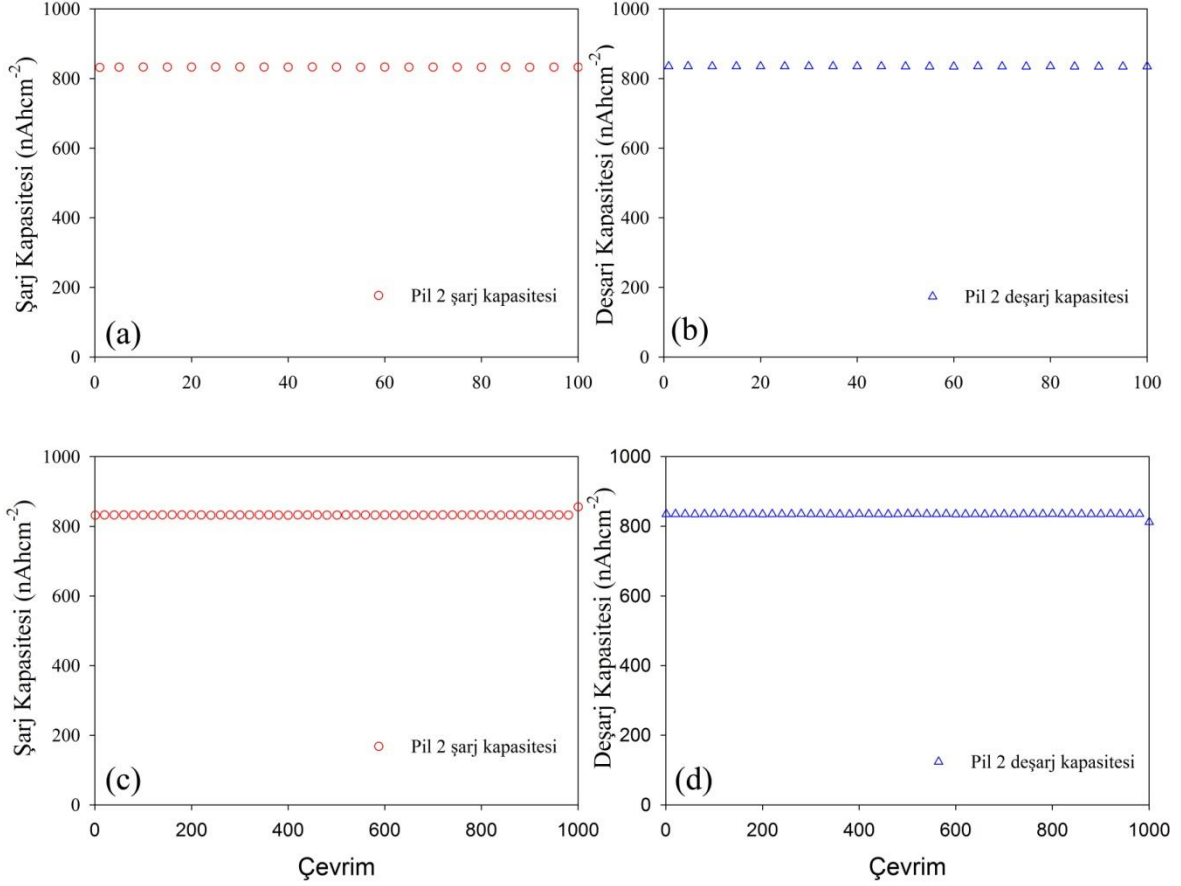 1000
800
600
400
200
0
Şarj Kapasitesi (nAhcm⁻²)
Pil 2 şarj kapasitesi
(a)
0 20 40 60 80 100
1000
800
600
400
200
0
Deşarj Kapasitesi (nAhcm⁻²)
Pil 2 deşarj kapasitesi
(b)
0 20 40 60 80 100
1000
800
600
400
200
0
Şarj Kapasitesi (nAhcm⁻²)
Pil 2 şarj kapasitesi
(c)
0 200 400 600 800 1000
Çevrim
1000
800
600
400
200
0
Deşarj Kapasitesi (nAhcm⁻²)
Pil 2 deşarj kapasitesi
(d)
0 200 400 600 800 1000
Çevrim